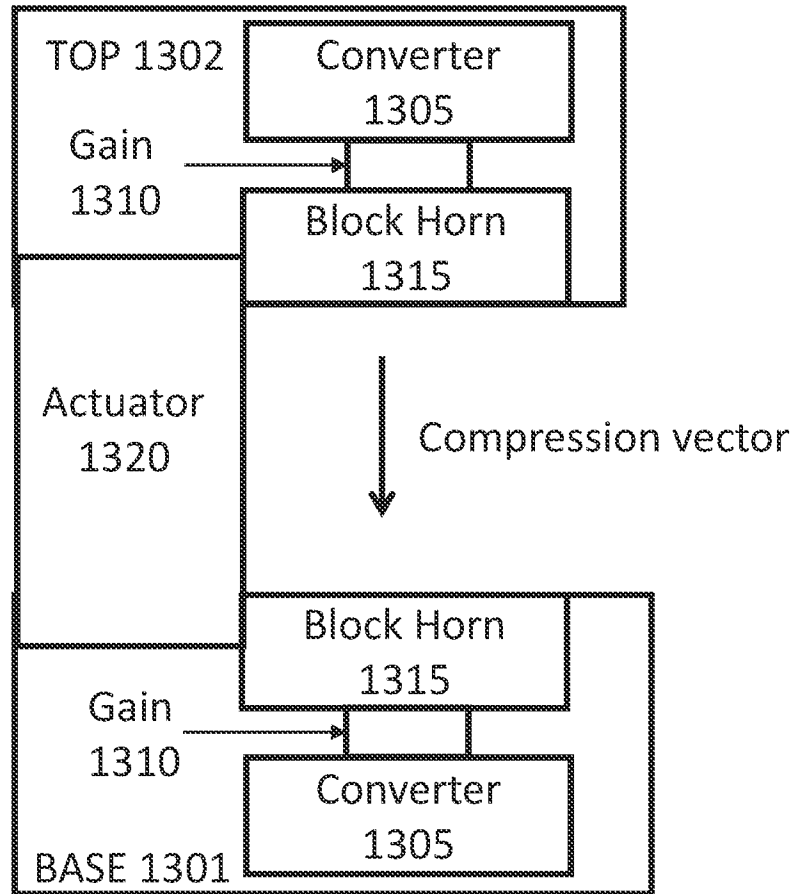 TOP 1302
Converter
1305
Gain
1310
Block Horn
1315
Actuator
1320
Compression vector
Block Horn
1315
Gain
1310
Converter
1305
BASE 1301